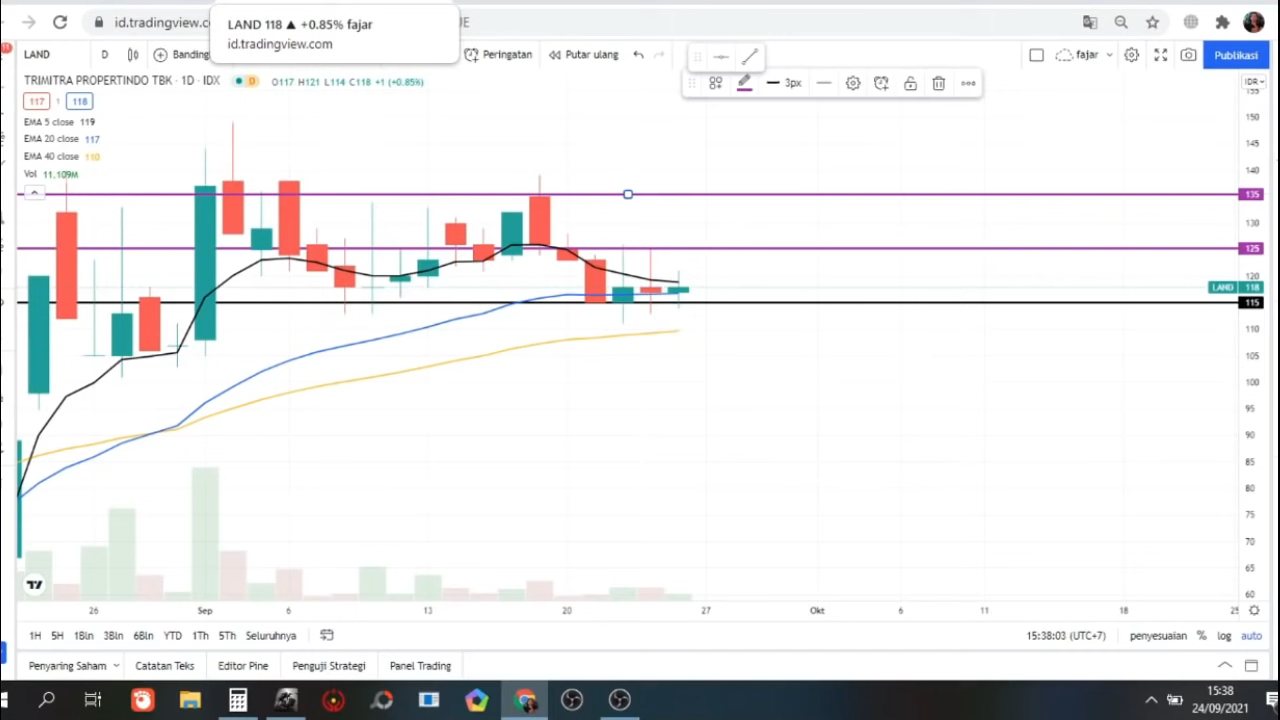 LAND 118 ▲ +0.85% fajar
id.tradingview.com
id.tradingview.co
UE
11
LAND
D
Banding
Peringatan
Putar ulang
fajar
Publikasi
3px
TRIMITRA PROPERTINDO TBK · 1D · IDX
D
O117 H121 L114 C118 +1 (+0.85%)
IDR
117
1
118
EMA 5 close 119
EMA 20 close 117
EMA 40 close 110
Vol 11.109M
155
150
145
140
135
130
125
120
LAND 118
115
110
105
100
95
90
85
80
75
70
65
60
26
Sep
6
13
20
27
Okt
6
11
18
25
1H
5H
1Bln
3Bln
6Bln
YTD
1Th
5Th
Seluruhnya
15:38:03 (UTC+7)
penyesuaian
%
log
auto
Penyaring Saham
Catatan Teks
Editor Pine
Penguji Strategi
Panel Trading
15:38
24/09/2021